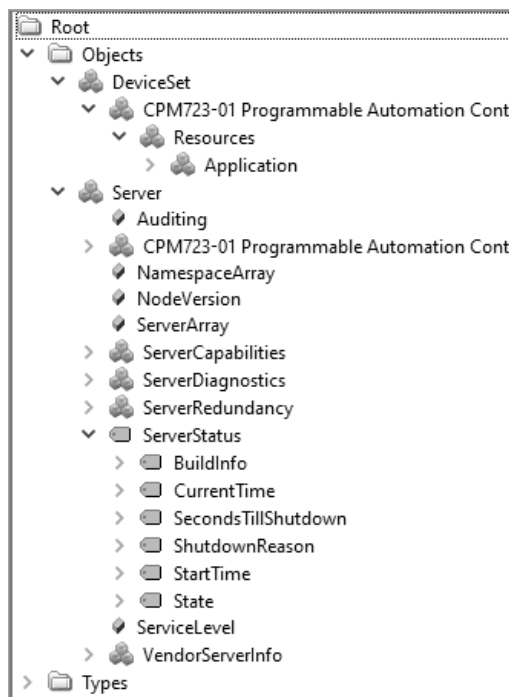 Root
Objects
DeviceSet
CPM723-01 Programmable Automation Cont
Resources
Application
Server
Auditing
CPM723-01 Programmable Automation Cont
NamespaceArray
NodeVersion
ServerArray
ServerCapabilities
ServerDiagnostics
ServerRedundancy
ServerStatus
BuildInfo
CurrentTime
SecondsTillShutdown
ShutdownReason
StartTime
State
ServiceLevel
VendorServerInfo
Types